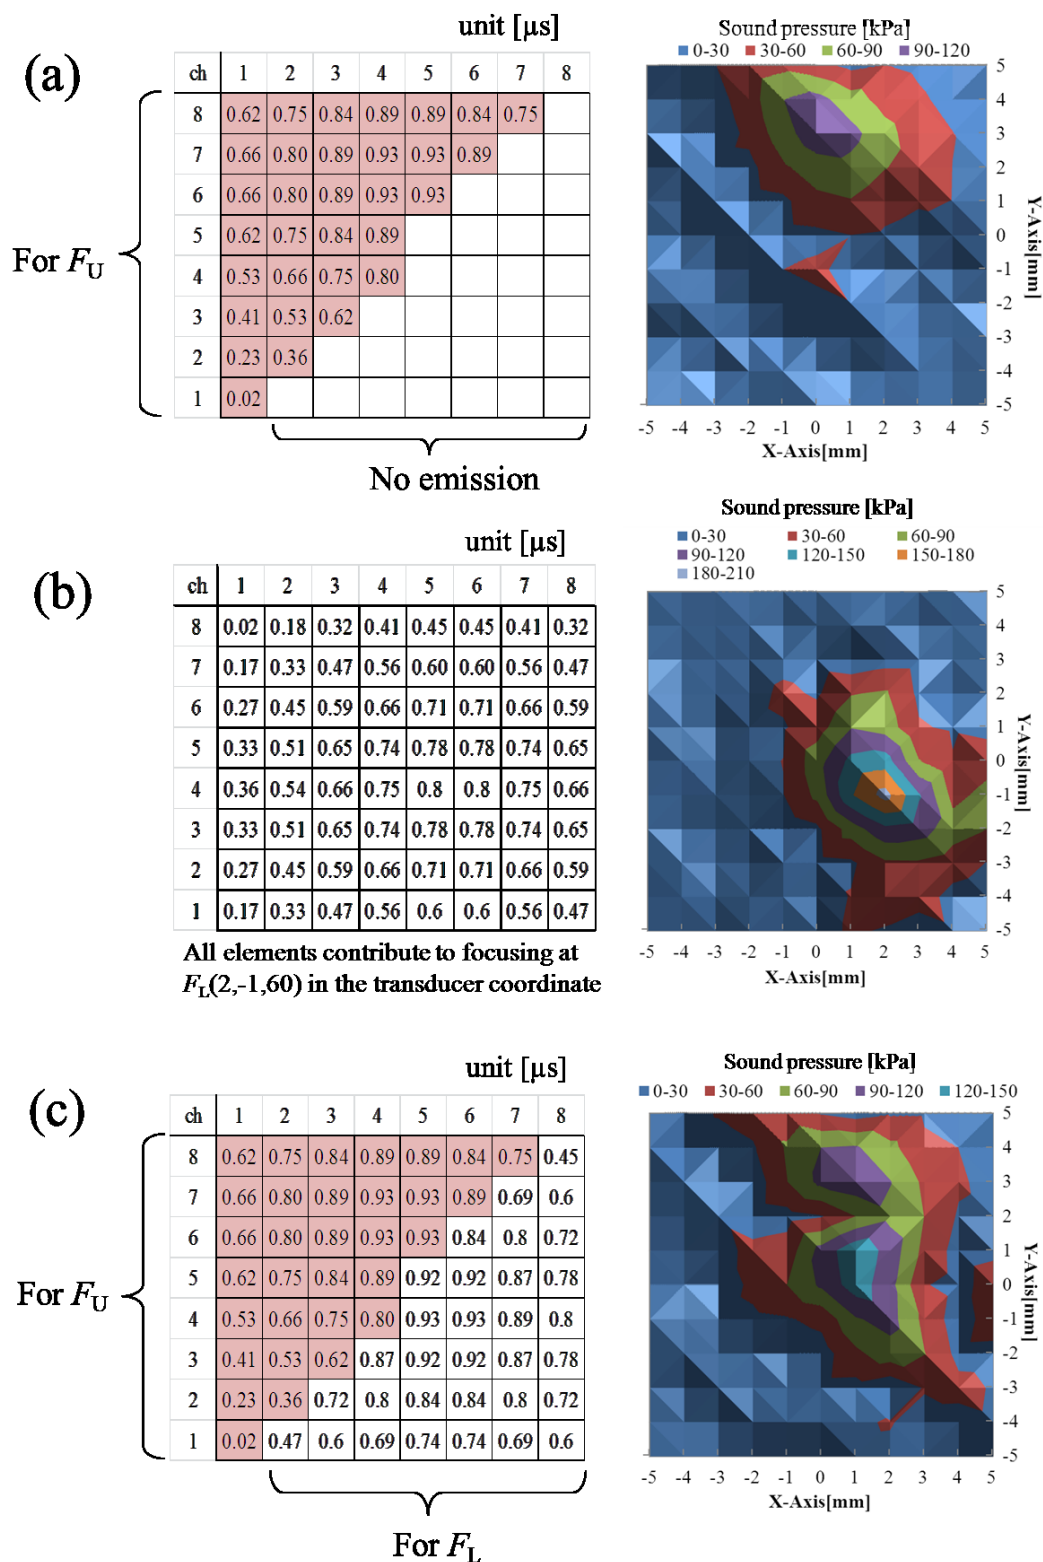 (a)
unit [µs]
ch 1 2 3 4 5 6 7 8
8 0.62 0.75 0.84 0.89 0.89 0.84 0.75
7 0.66 0.80 0.89 0.93 0.93 0.89
6 0.66 0.80 0.89 0.93 0.93
5 0.62 0.75 0.84 0.89
4 0.53 0.66 0.75 0.80
3 0.41 0.53 0.62
2 0.23 0.36
1 0.02
For FU
No emission
Sound pressure [kPa]
0-30 30-60 60-90 90-120
5
4
3
2
1
0
-1
-2
-3
-4
-5
Y-Axis[mm]
-5 -4 -3 -2 -1 0 1 2 3 4 5
X-Axis[mm]
(b)
unit [µs]
ch 1 2 3 4 5 6 7 8
8 0.02 0.18 0.32 0.41 0.45 0.45 0.41 0.32
7 0.17 0.33 0.47 0.56 0.60 0.60 0.56 0.47
6 0.27 0.45 0.59 0.66 0.71 0.71 0.66 0.59
5 0.33 0.51 0.65 0.74 0.78 0.78 0.74 0.65
4 0.36 0.54 0.66 0.75 0.8 0.8 0.75 0.66
3 0.33 0.51 0.65 0.74 0.78 0.78 0.74 0.65
2 0.27 0.45 0.59 0.66 0.71 0.71 0.66 0.59
1 0.17 0.33 0.47 0.56 0.6 0.6 0.56 0.47
All elements contribute to focusing at
FL(2,-1,60) in the transducer coordinate
Sound pressure [kPa]
0-30 30-60 60-90
90-120 120-150 150-180
180-210
5
4
3
2
1
0
-1
-2
-3
-4
-5
Y-Axis[mm]
-5 -4 -3 -2 -1 0 1 2 3 4 5
X-Axis[mm]
(c)
unit [µs]
ch 1 2 3 4 5 6 7 8
8 0.62 0.75 0.84 0.89 0.89 0.84 0.75 0.45
7 0.66 0.80 0.89 0.93 0.93 0.89 0.69 0.6
6 0.66 0.80 0.89 0.93 0.93 0.84 0.8 0.72
5 0.62 0.75 0.84 0.89 0.92 0.92 0.87 0.78
4 0.53 0.66 0.75 0.80 0.93 0.93 0.89 0.8
3 0.41 0.53 0.62 0.87 0.92 0.92 0.87 0.78
2 0.23 0.36 0.72 0.8 0.84 0.84 0.8 0.72
1 0.02 0.47 0.6 0.69 0.74 0.74 0.69 0.6
For FU
For FL
Sound pressure [kPa]
0-30 30-60 60-90 90-120 120-150
5
4
3
2
1
0
-1
-2
-3
-4
-5
Y-Axis[mm]
-5 -4 -3 -2 -1 0 1 2 3 4 5
X-Axis[mm]